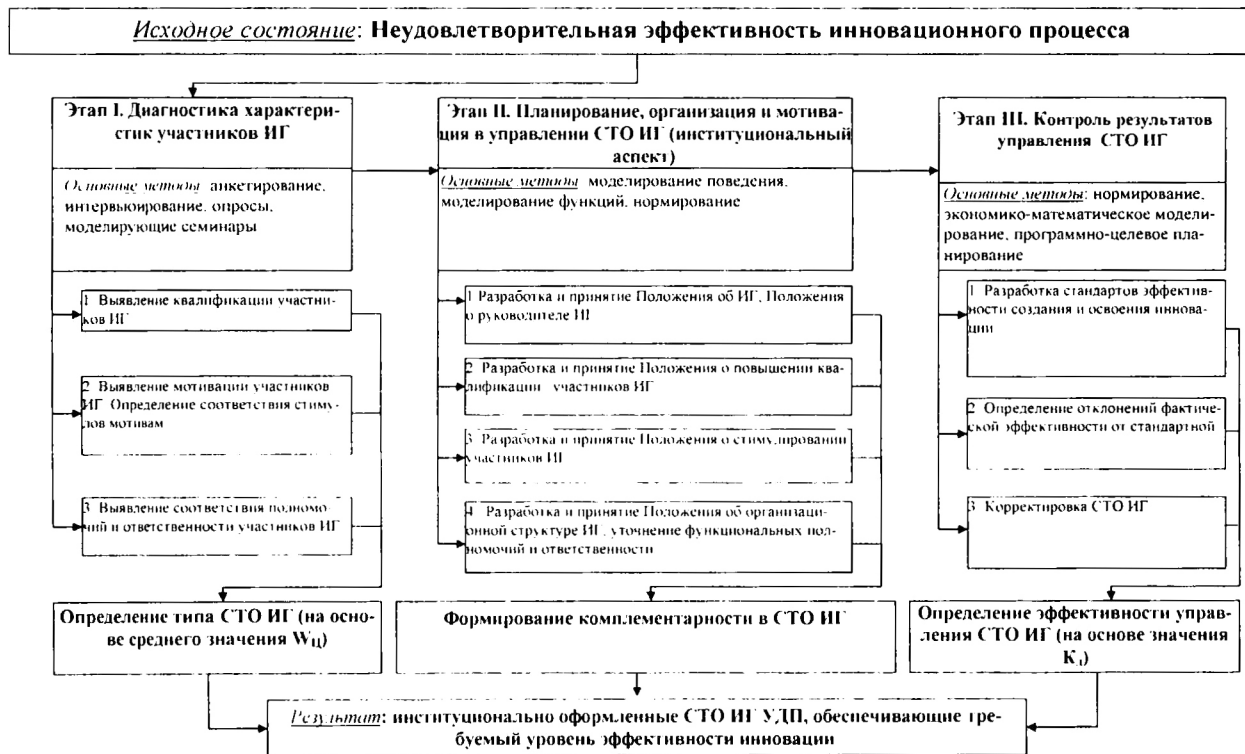 Исходное состояние: Неудовлетворительная эффективность инновационного процесса
Этап I. Диагностика характери-
стик участников ИГ
Основные методы анкетирование,
интервьюирование, опросы,
моделирующие семинары
1 Выявление квалификации участни-
ков ИГ
2 Выявление мотивации участников
ИГ Определение соответствия стиму-
лов мотивам
3 Выявление соответствия полномо-
чий и ответственности участников ИГ
Определение типа СТО ИГ (на осно-
ве среднего значения Wц)
Этап II. Планирование, организация и мотива-
ция в управлении СТО ИГ (институциональный
аспект)
Основные методы моделирование поведения,
моделирование функций, нормирование
1 Разработка и принятие Положения об ИГ, Положения
о руководителе ИГ
2 Разработка и принятие Положения о повышении ква-
лификации участников ИГ
3 Разработка и принятие Положения о стимулировании
участников ИГ
4 Разработка и принятие Положения об организаци-
онной структуре ИГ, уточнение функциональных пол-
номочий и ответственности
Формирование комплементарности в СТО ИГ
Этап III. Контроль результатов
управления СТО ИГ
Основные методы: нормирование,
экономико-математическое модели-
рование, программно-целевое пла-
нирование
1 Разработка стандартов эффектив-
ности создания и освоения иннова-
ции
2 Определение отклонений фактиче-
ской эффективности от стандартной
3 Корректировка СТО ИГ
Определение эффективности управ-
ления СТО ИГ (на основе значения
Результат: институционально оформленные СТО ИГ УДП, обеспечивающие тре-
буемый уровень эффективности инновации